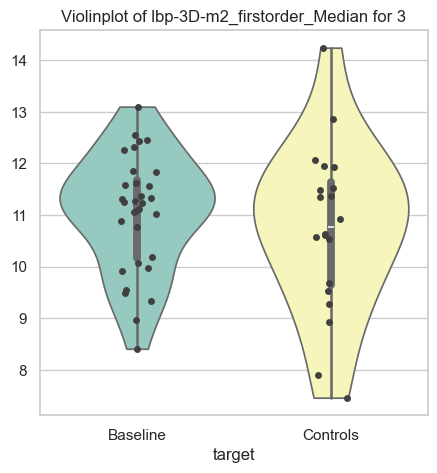 Violinplot of lbp-3D-m2_firstorder_Median for 3
14
13
12
11
10
9
8
Baseline Controls
target